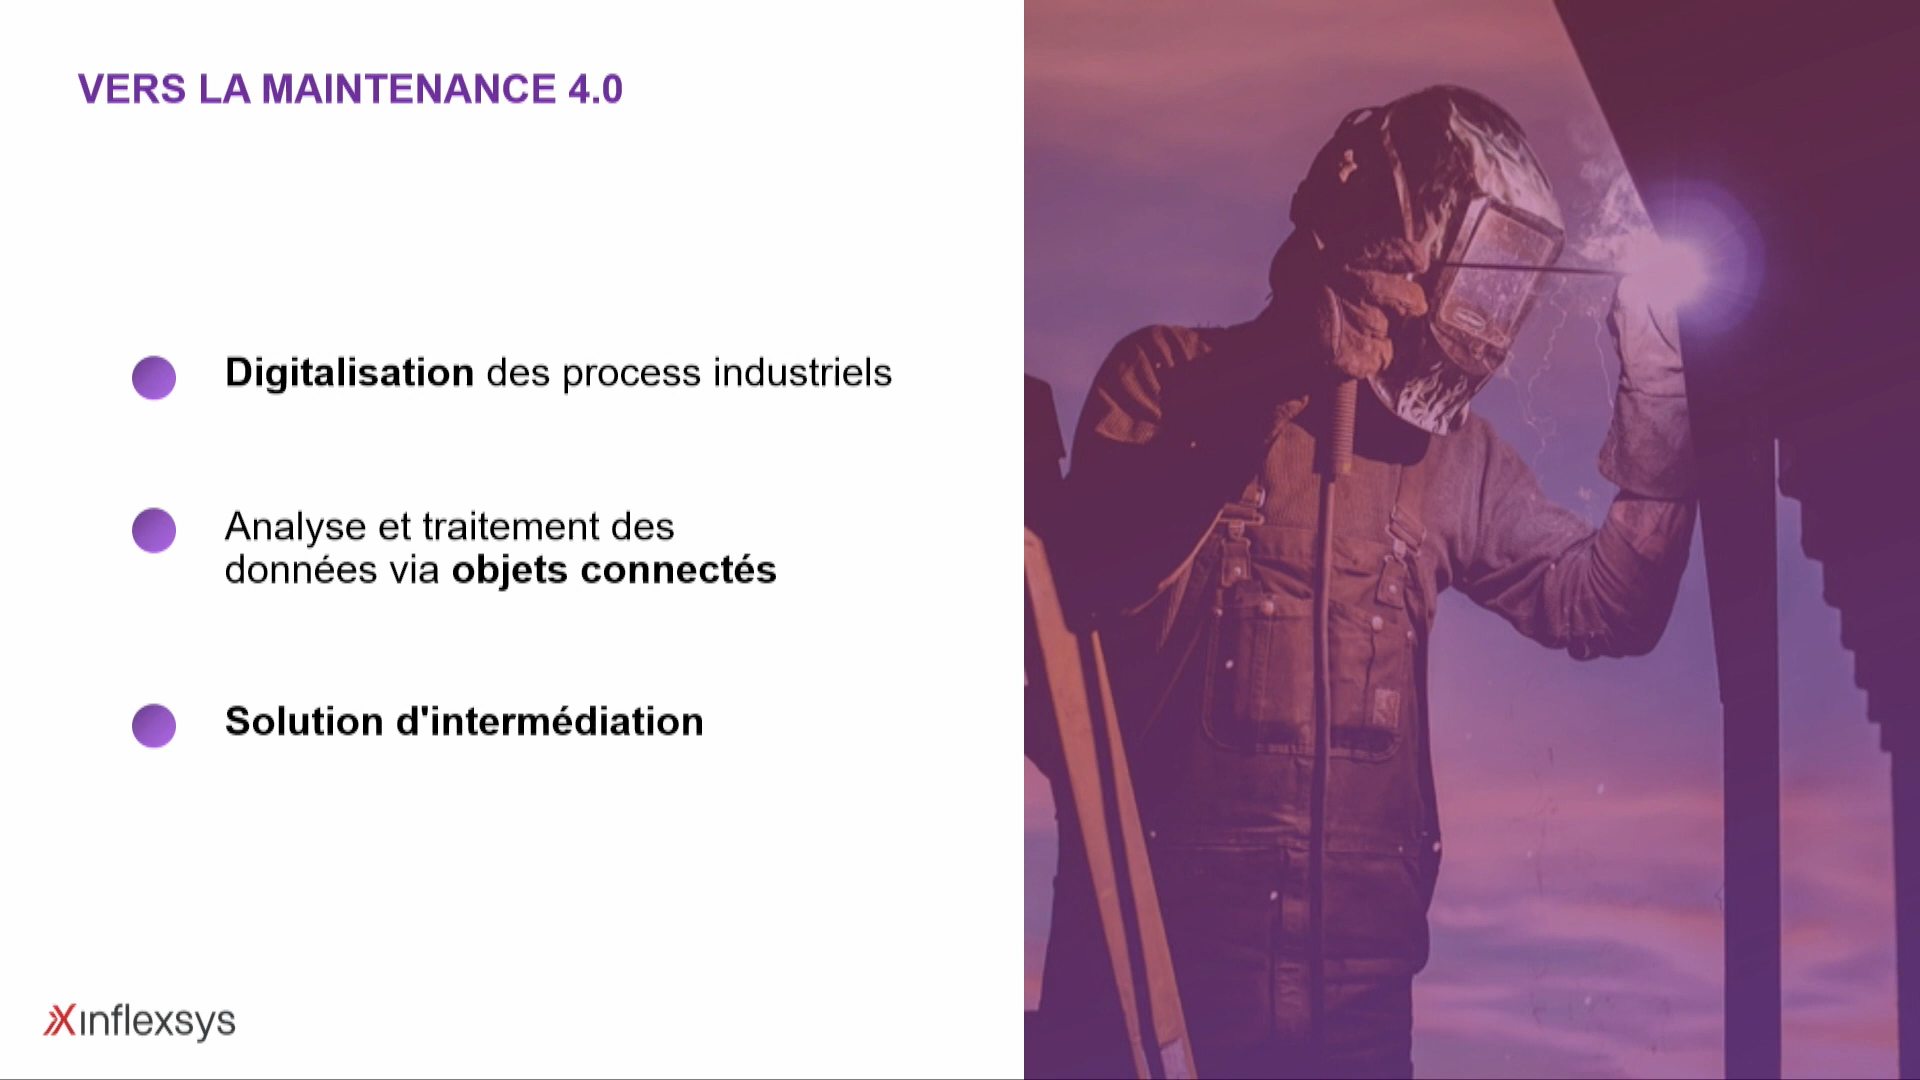 VERS LA MAINTENANCE 4.0
Digitalisation des process industriels
Analyse et traitement des
données via objets connectés
Solution d'intermédiation
inflexsys